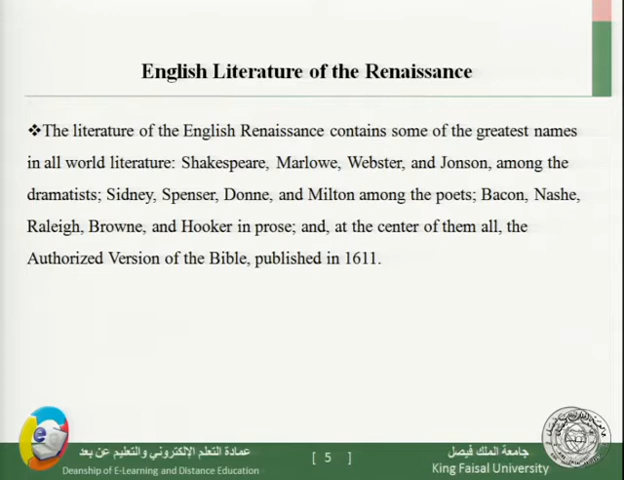 English Literature of the Renaissance
❖The literature of the English Renaissance contains some of the greatest names
in all world literature: Shakespeare, Marlowe, Webster, and Jonson, among the
dramatists; Sidney, Spenser, Donne, and Milton among the poets; Bacon, Nashe,
Raleigh, Browne, and Hooker in prose; and, at the center of them all, the
Authorized Version of the Bible, published in 1611.
عمادة التعلم الإلكتروني والتعليم عن بعد
Deanship of E-Learning and Distance Education
[ 5 ]
جامعة الملك فيصل
King Faisal University